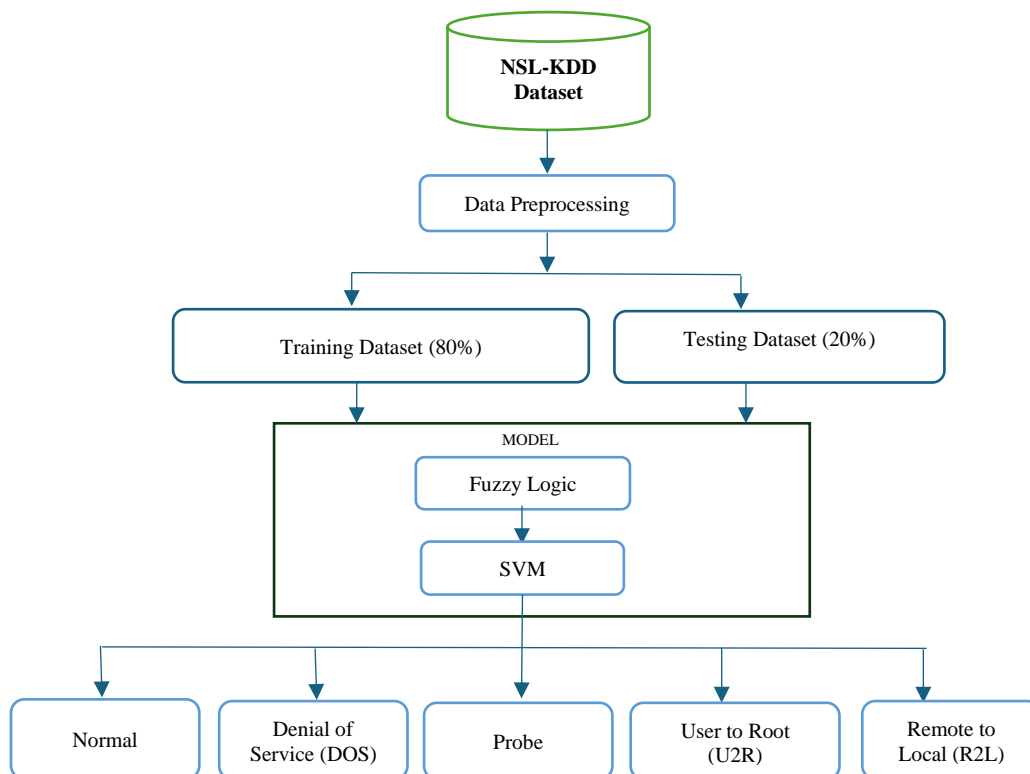 NSL-KDD
Dataset
Data Preprocessing
Training Dataset (80%)
Testing Dataset (20%)
MODEL
Fuzzy Logic
SVM
Normal
Denial of
Service (DOS)
Probe
User to Root
(U2R)
Remote to
Local (R2L)